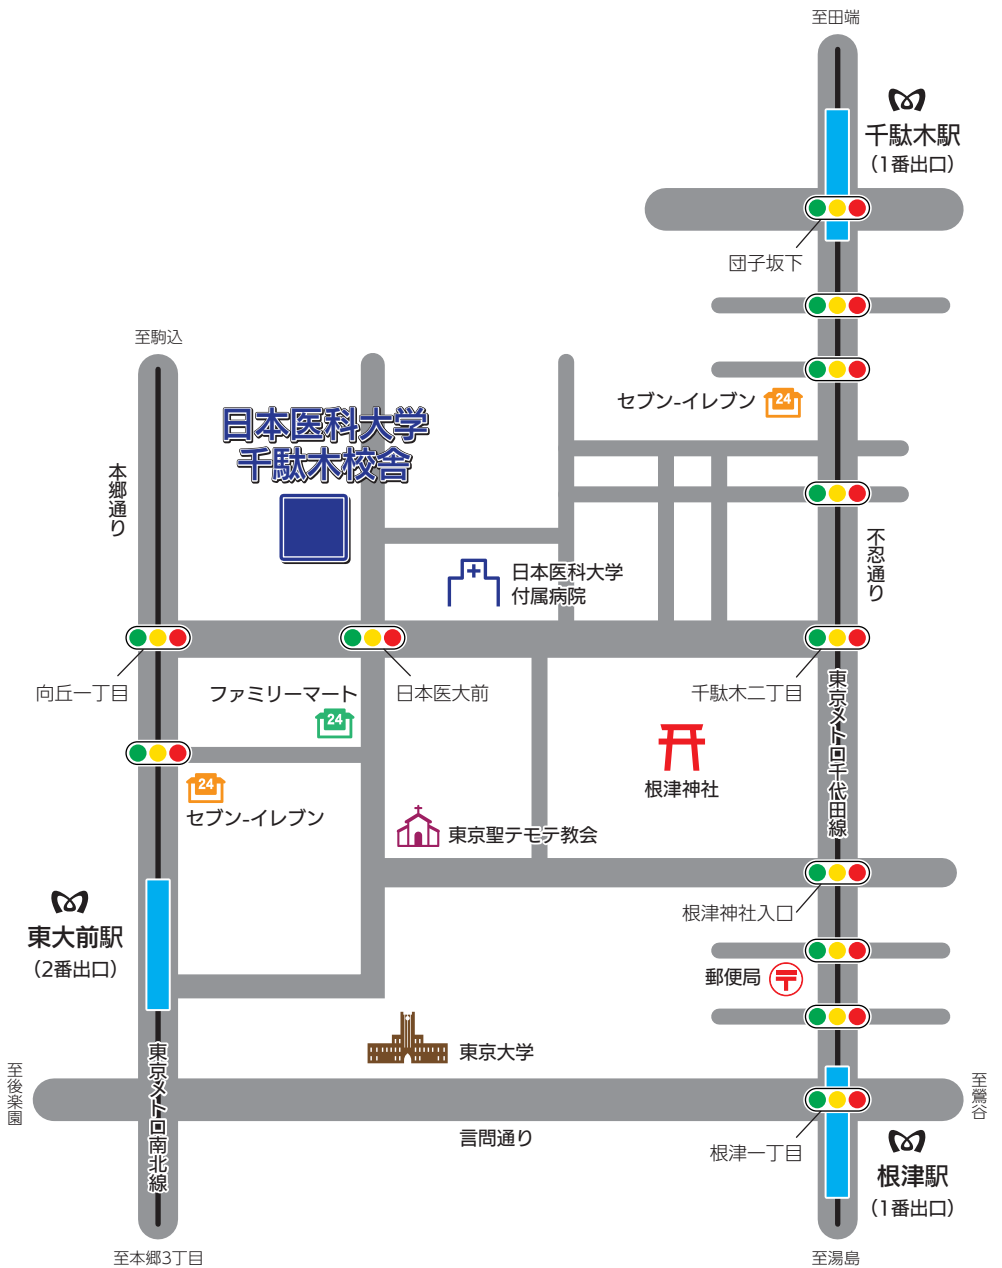 至田端
千駄木駅
（1番出口）
団子坂下
至駒込
セブン-イレブン
24
日本医科大学
千駄木校舎
本郷通り
不忍通り
日本医科大学
付属病院
向丘一丁目
ファミリーマート
24
日本医大前
千駄木二丁目
東京メトロ千代田線
根津神社
24
セブン-イレブン
東京聖テモテ教会
根津神社入口
東大前駅
（2番出口）
郵便局
東京大学
東京メトロ南北線
至後楽園
至鶯谷
言問通り
根津一丁目
根津駅
（1番出口）
至本郷3丁目
至湯島